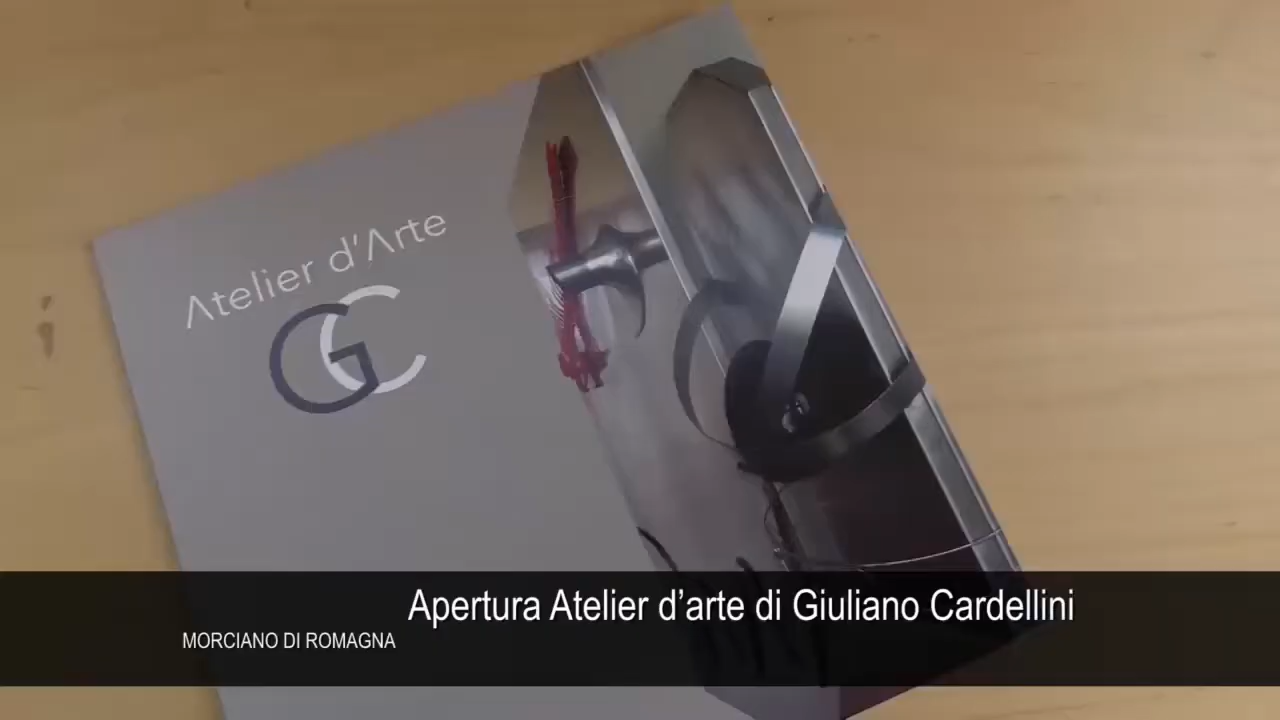 Atelier d'Arte
GC
Apertura Atelier d’arte di Giuliano Cardellini
MORCIANO DI ROMAGNA